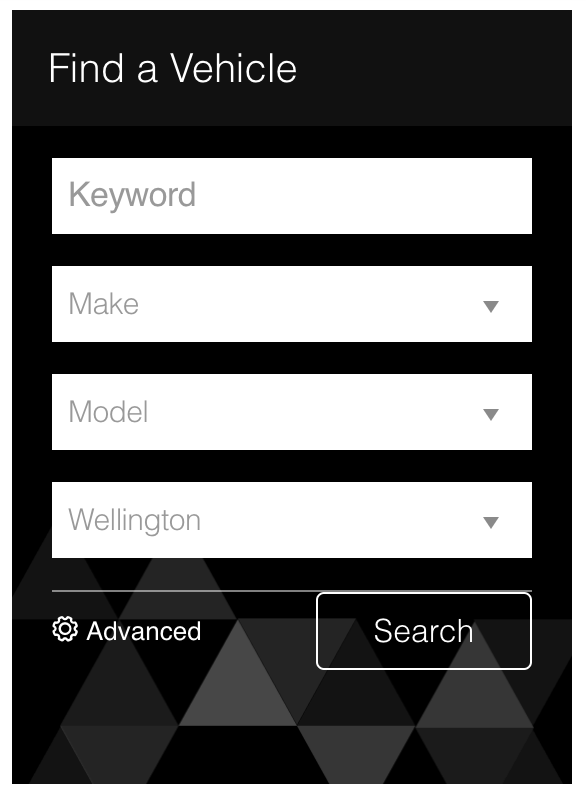 Find a Vehicle
Keyword
Make
Model
Wellington
Advanced
Search